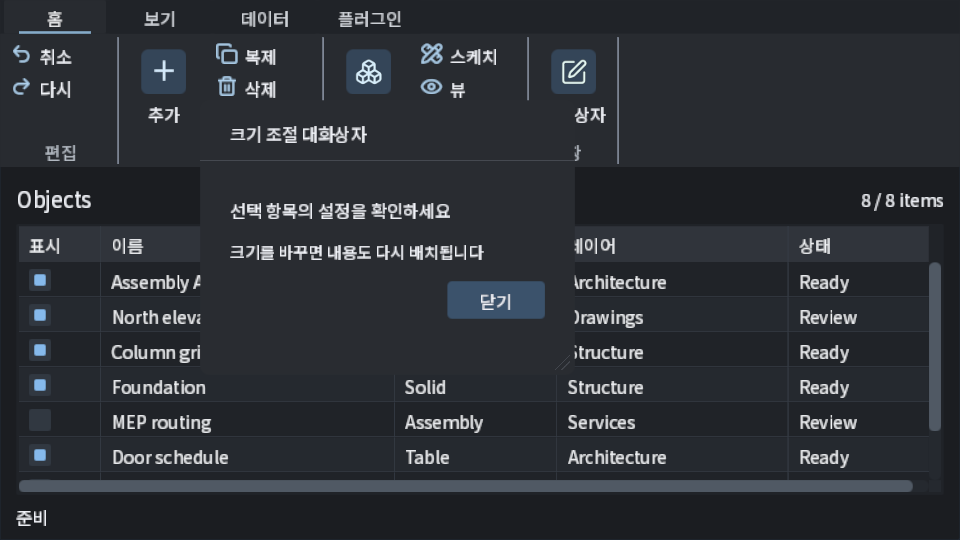 홈 보기 데이터 플러그인
취소 복제 스케치
다시 삭제 뷰
추가 상자
편집
크기 조절 대화상자
선택 항목의 설정을 확인하세요
크기를 바꾸면 내용도 다시 배치됩니다
닫기
Objects 8 / 8 items
표시 이름 상태
Assembly Architecture Ready
North Drawings Review
Column Structure Ready
Foundation Solid Structure Ready
MEP routing Assembly Services Review
Door schedule Table Architecture Ready
준비